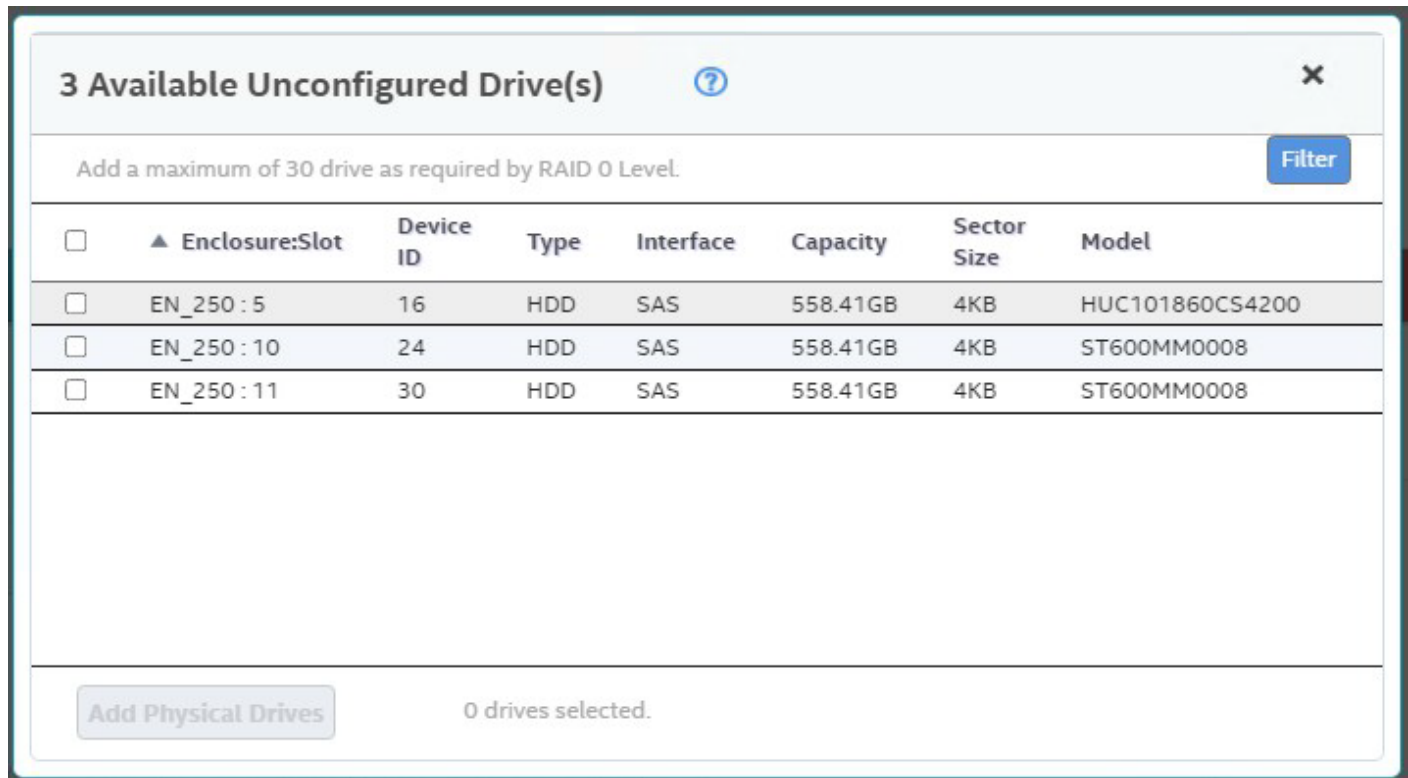 3 Available Unconfigured Drive(s) ?
Add a maximum of 30 drive as required by RAID 0 Level.
Filter
Enclosure:Slot Device ID Type Interface Capacity Sector Size Model
EN_250 : 5 16 HDD SAS 558.41GB 4KB HUC101860CS4200
EN_250 : 10 24 HDD SAS 558.41GB 4KB ST600MM0008
EN_250 : 11 30 HDD SAS 558.41GB 4KB ST600MM0008
Add Physical Drives 0 drives selected.